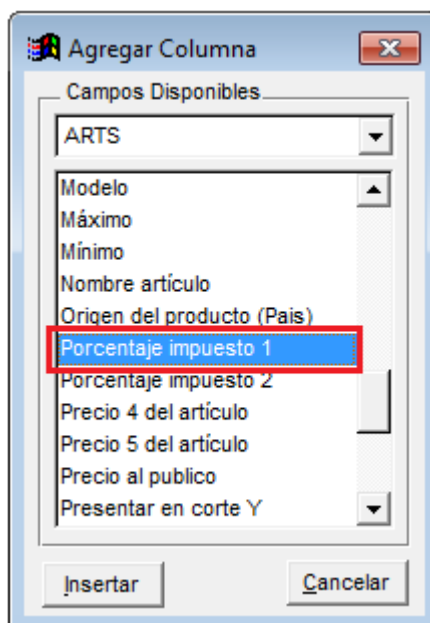 Agregar Columna
Campos Disponibles
ARTS
Modelo
Máximo
Mínimo
Nombre artículo
Origen del producto (Pais)
Porcentaje impuesto 1
Porcentaje impuesto 2
Precio 4 del artículo
Precio 5 del artículo
Precio al publico
Presentar en corte Y
Insertar
Cancelar